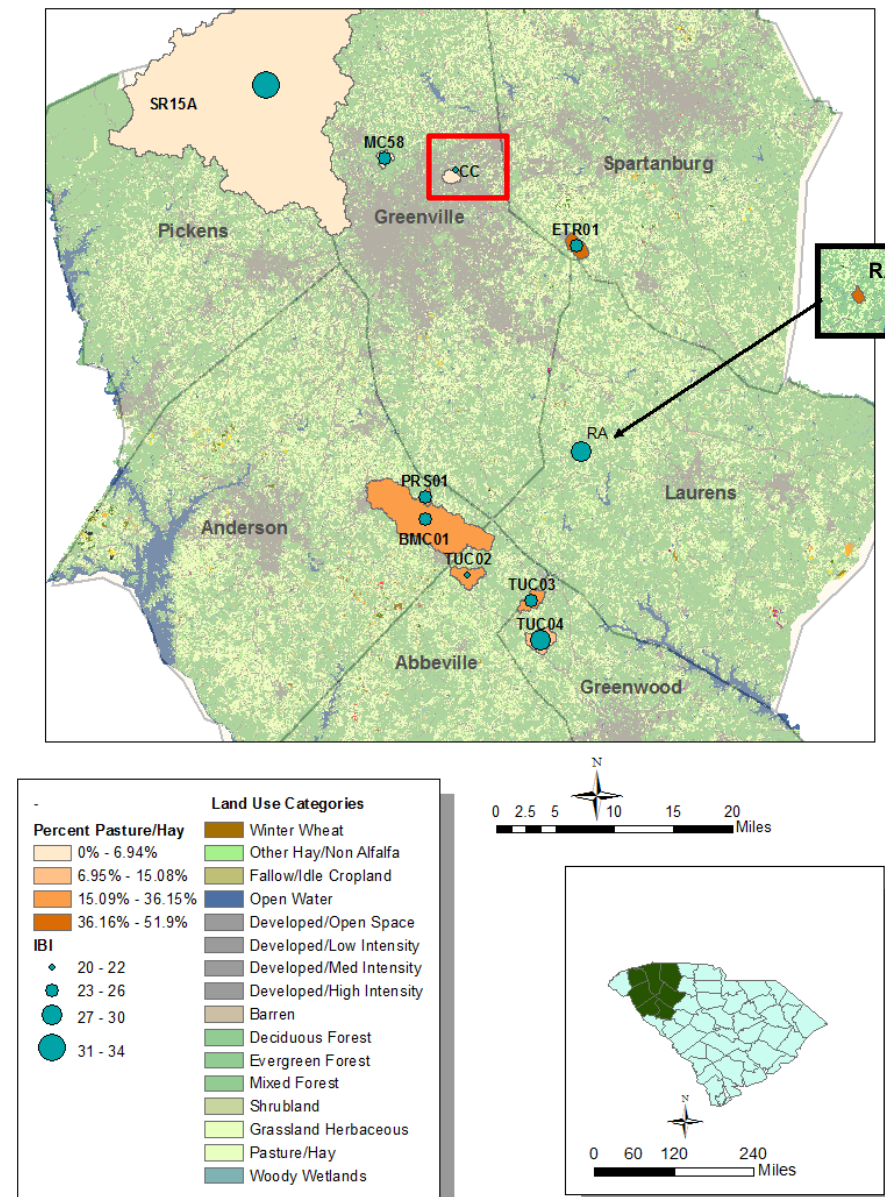 SR15A
MC58
CC
Spartanburg
Greenville
Pickens
ETR01
RA
Laurens
PRS01
Anderson
BMC01
TUC02
TUC03
TUC04
Abbeville
Greenwood
-
Percent Pasture/Hay
0% - 6.94%
6.95% - 15.08%
15.09% - 36.15%
36.16% - 51.9%
IBI
20 - 22
23 - 26
27 - 30
31 - 34
Land Use Categories
Winter Wheat
Other Hay/Non Alfalfa
Fallow/Idle Cropland
Open Water
Developed/Open Space
Developed/Low Intensity
Developed/Med Intensity
Developed/High Intensity
Barren
Deciduous Forest
Evergreen Forest
Mixed Forest
Shrubland
Grassland Herbaceous
Pasture/Hay
Woody Wetlands
N
0 2.5 5 10 15 20
Miles
N
0 60 120 240
Miles